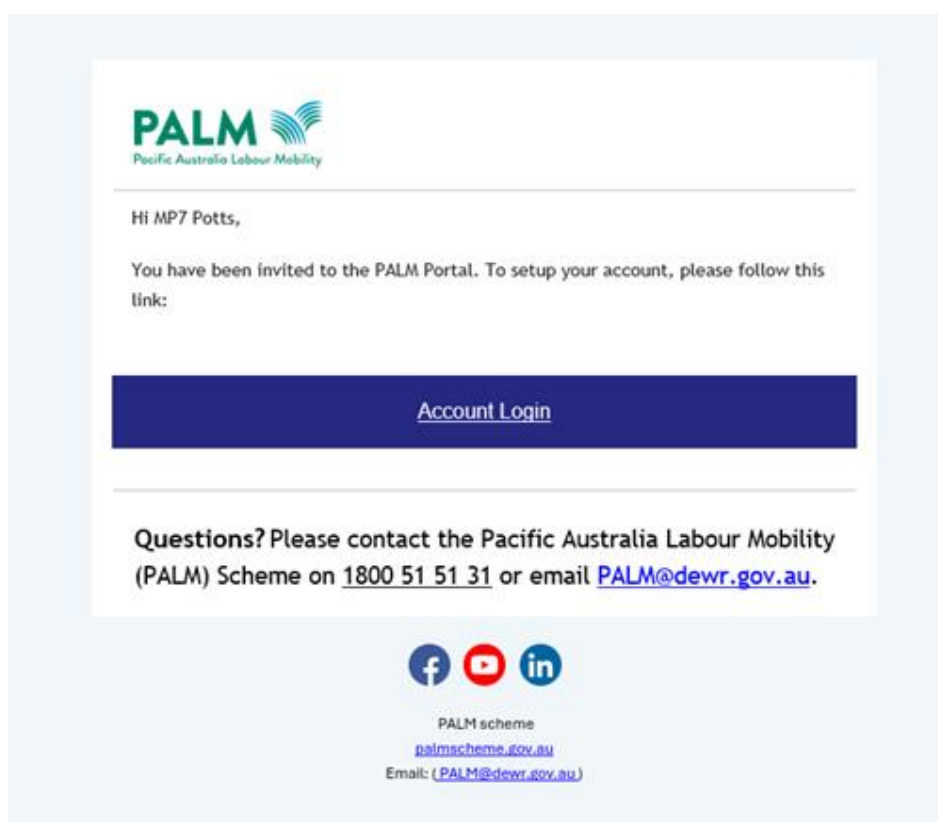 PALM
Pacific Australia Labour Mobility
Hi MP7 Potts,
You have been invited to the PALM Portal. To setup your account, please follow this
link:
Account Login
Questions? Please contact the Pacific Australia Labour Mobility
(PALM) Scheme on 1800 51 51 31 or email PALM@dewr.gov.au.
PALM scheme
palmscheme.gov.au
Email: ( PALM@dewr.gov.au )